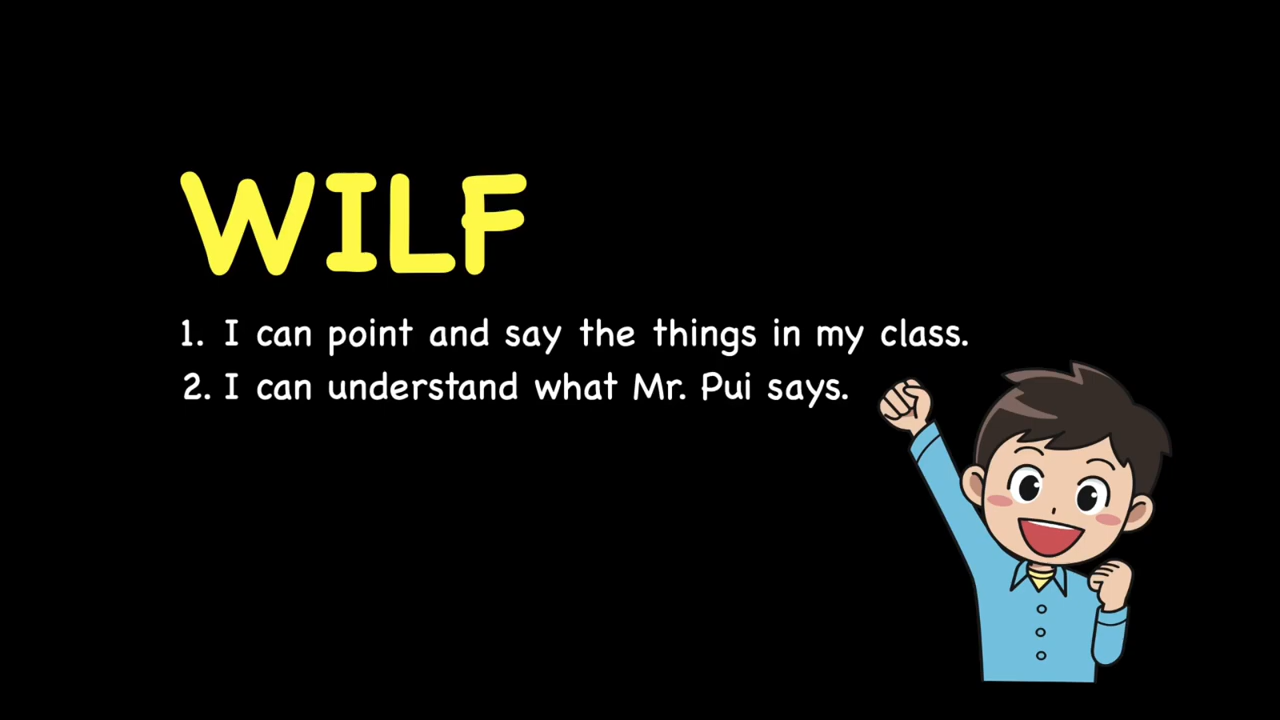 WILF
1. I can point and say the things in my class.
2. I can understand what Mr. Pui says.